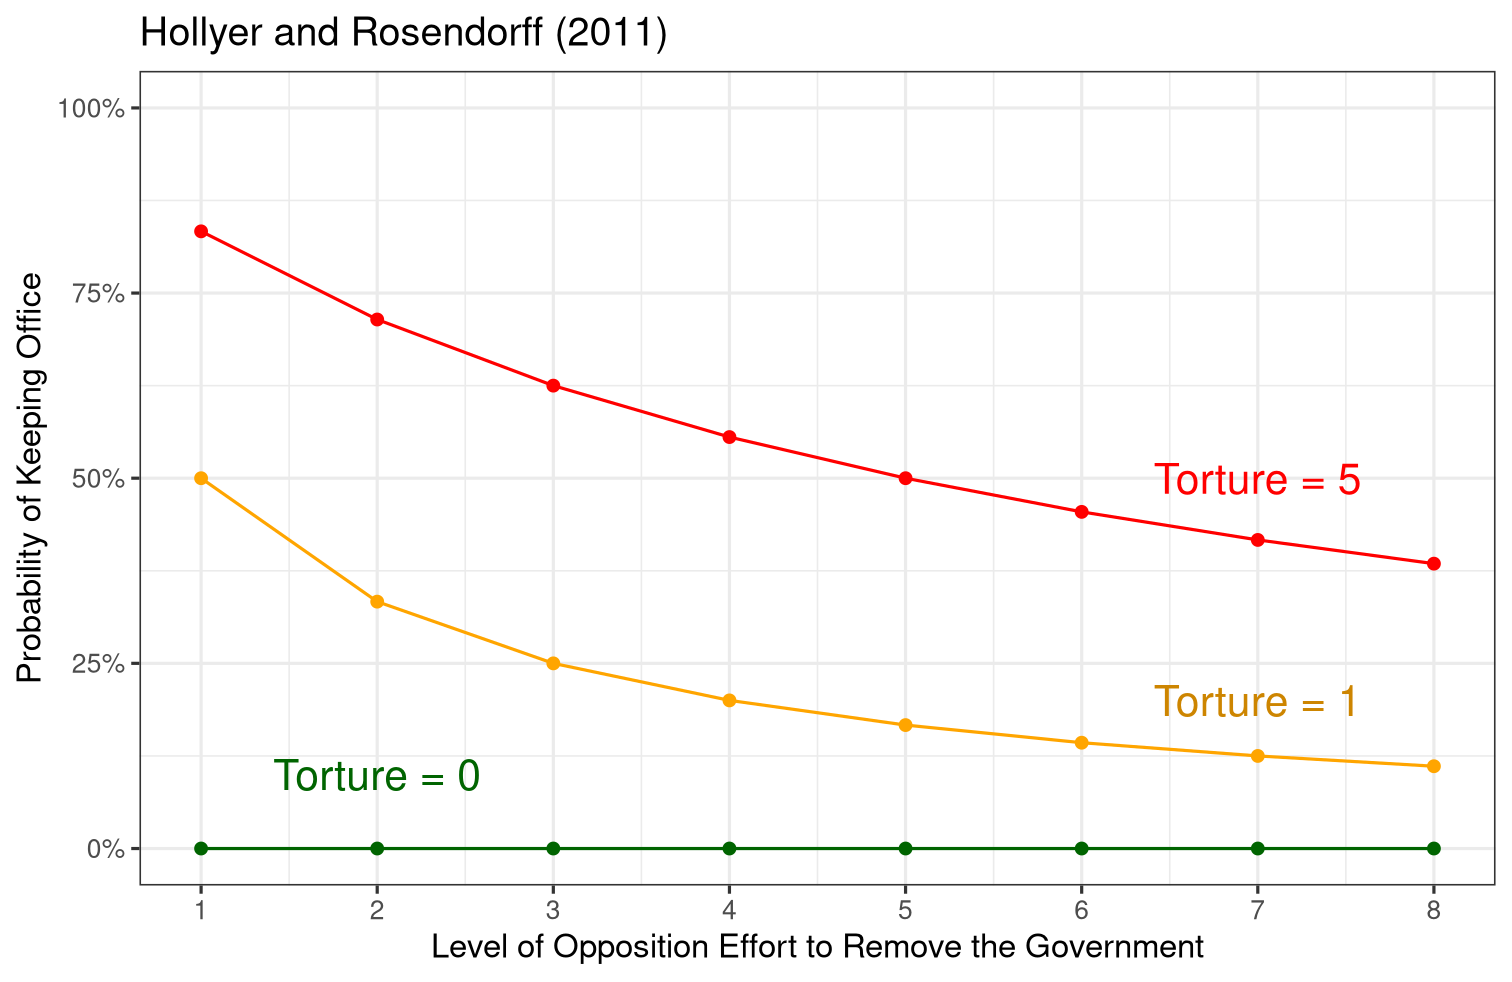 Hollyer and Rosendorff (2011)
Probability of Keeping Office
100%
75%
50%
25%
0%
Torture = 5
Torture = 1
Torture = 0
1 2 3 4 5 6 7 8
Level of Opposition Effort to Remove the Government